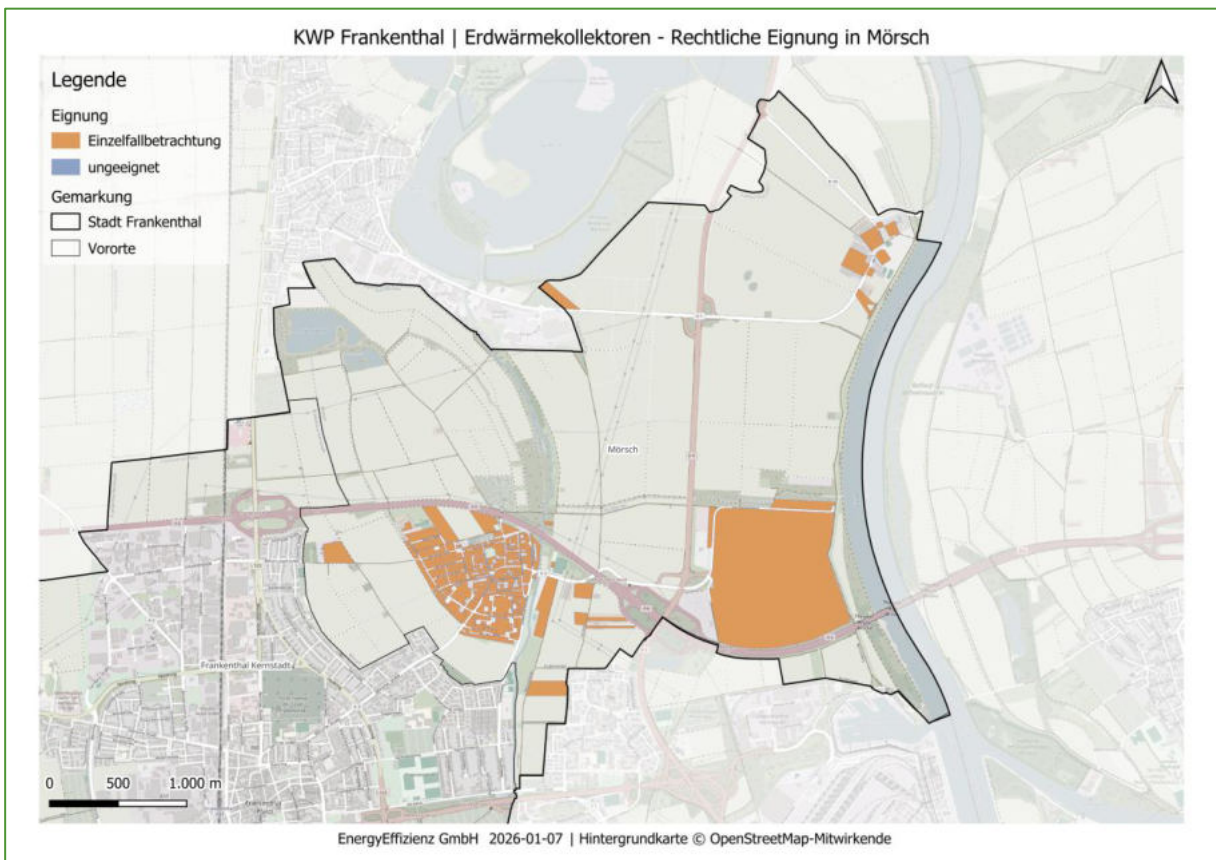 KWP Frankenthal | Erdwärmekollektoren - Rechtliche Eignung in Mörsch
Legende
Eignung
Einzelfallbetrachtung
ungeeignet
Gemarkung
Stadt Frankenthal
Vororte
Mörsch
Frankenthal Kernstadt
0 500 1.000 m
EnergyEffizienz GmbH 2026-01-07 | Hintergrundkarte © OpenStreetMap-Mitwirkende